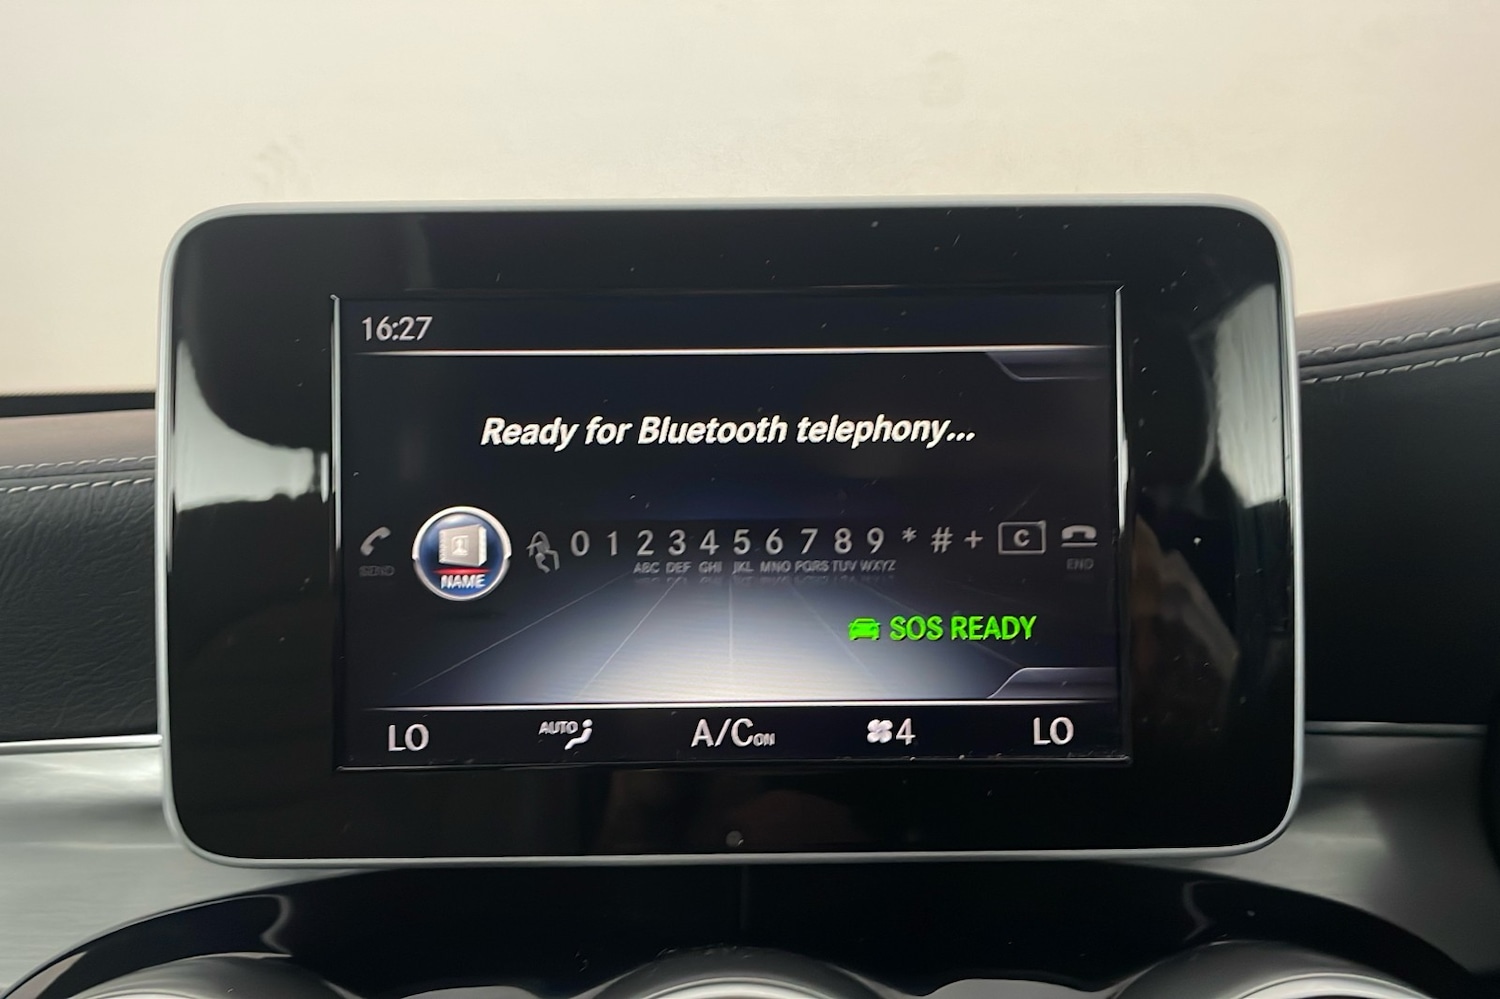 16:27
Ready for Bluetooth telephony...
SEND NAME 0 1 2 3 4 5 6 7 8 9 * # + C END
ABC DEF GHI JKL MNO PQRS TUV WXYZ
SOS READY
LO AUTO A/C ON 4 LO